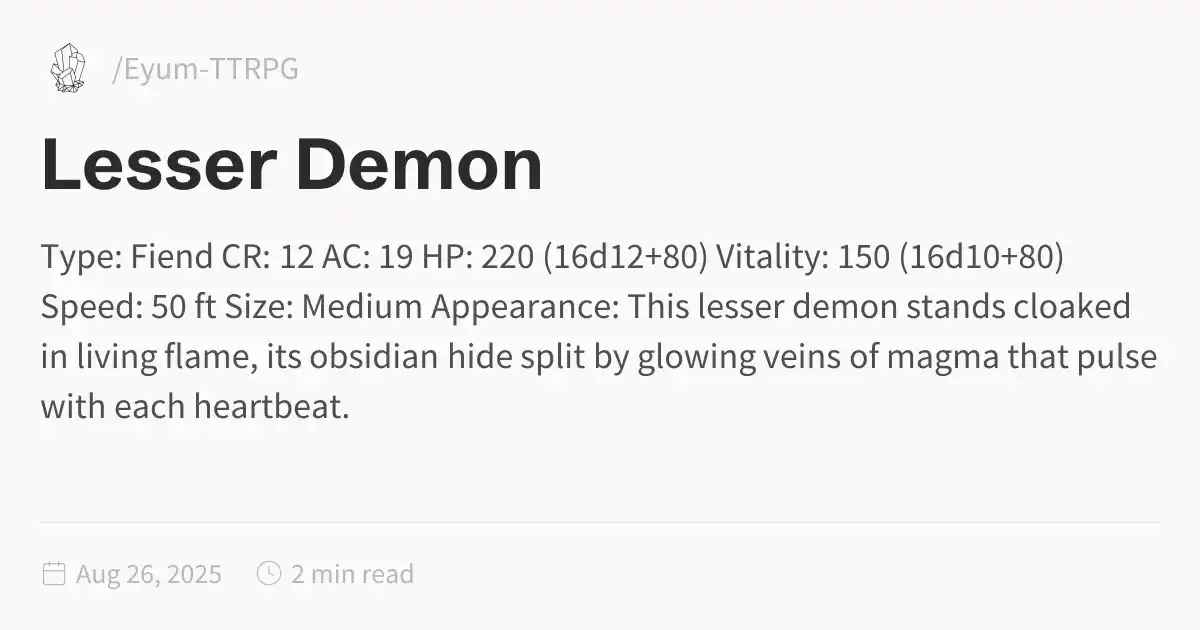 /Eyum-TTRPG
Lesser Demon
Type: Fiend CR: 12 AC: 19 HP: 220 (16d12+80) Vitality: 150 (16d10+80)
Speed: 50 ft Size: Medium Appearance: This lesser demon stands cloaked
in living flame, its obsidian hide split by glowing veins of magma that pulse
with each heartbeat.
Aug 26, 2025 2 min read